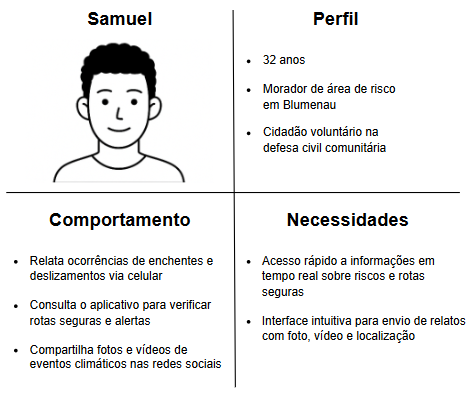 Samuel
Perfil
32 anos
Morador de área de risco
em Blumenau
Cidadão voluntário na
defesa civil comunitária
Comportamento
Relata ocorrências de enchentes e
deslizamentos via celular
Consulta o aplicativo para verificar
rotas seguras e alertas
Compartilha fotos e vídeos de
eventos climáticos nas redes sociais
Necessidades
Acesso rápido a informações em
tempo real sobre riscos e rotas
seguras
Interface intuitiva para envio de relatos
com foto, vídeo e localização